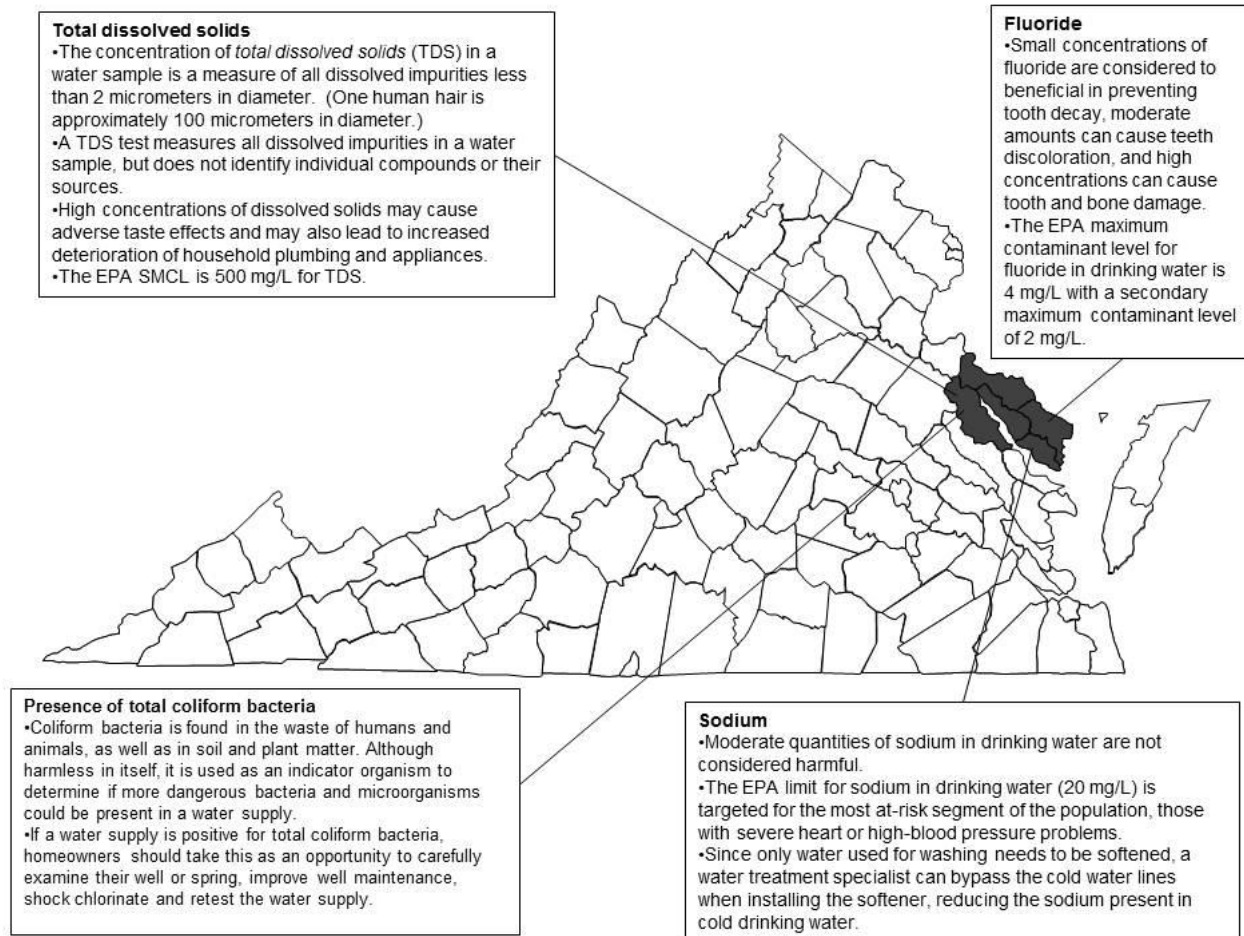 Total dissolved solids
•The concentration of total dissolved solids (TDS) in a
water sample is a measure of all dissolved impurities less
than 2 micrometers in diameter. (One human hair is
approximately 100 micrometers in diameter.)
•A TDS test measures all dissolved impurities in a water
sample, but does not identify individual compounds or their
sources.
•High concentrations of dissolved solids may cause
adverse taste effects and may also lead to increased
deterioration of household plumbing and appliances.
•The EPA SMCL is 500 mg/L for TDS.
Fluoride
•Small concentrations of
fluoride are considered to
beneficial in preventing
tooth decay, moderate
amounts can cause teeth
discoloration, and high
concentrations can cause
tooth and bone damage.
•The EPA maximum
contaminant level for
fluoride in drinking water is
4 mg/L with a secondary
maximum contaminant level
of 2 mg/L.
Presence of total coliform bacteria
•Coliform bacteria is found in the waste of humans and
animals, as well as in soil and plant matter. Although
harmless in itself, it is used as an indicator organism to
determine if more dangerous bacteria and microorganisms
could be present in a water supply.
•If a water supply is positive for total coliform bacteria,
homeowners should take this as an opportunity to carefully
examine their well or spring, improve well maintenance,
shock chlorinate and retest the water supply.
Sodium
•Moderate quantities of sodium in drinking water are not
considered harmful.
•The EPA limit for sodium in drinking water (20 mg/L) is
targeted for the most at-risk segment of the population, those
with severe heart or high-blood pressure problems.
•Since only water used for washing needs to be softened, a
water treatment specialist can bypass the cold water lines
when installing the softener, reducing the sodium present in
cold drinking water.